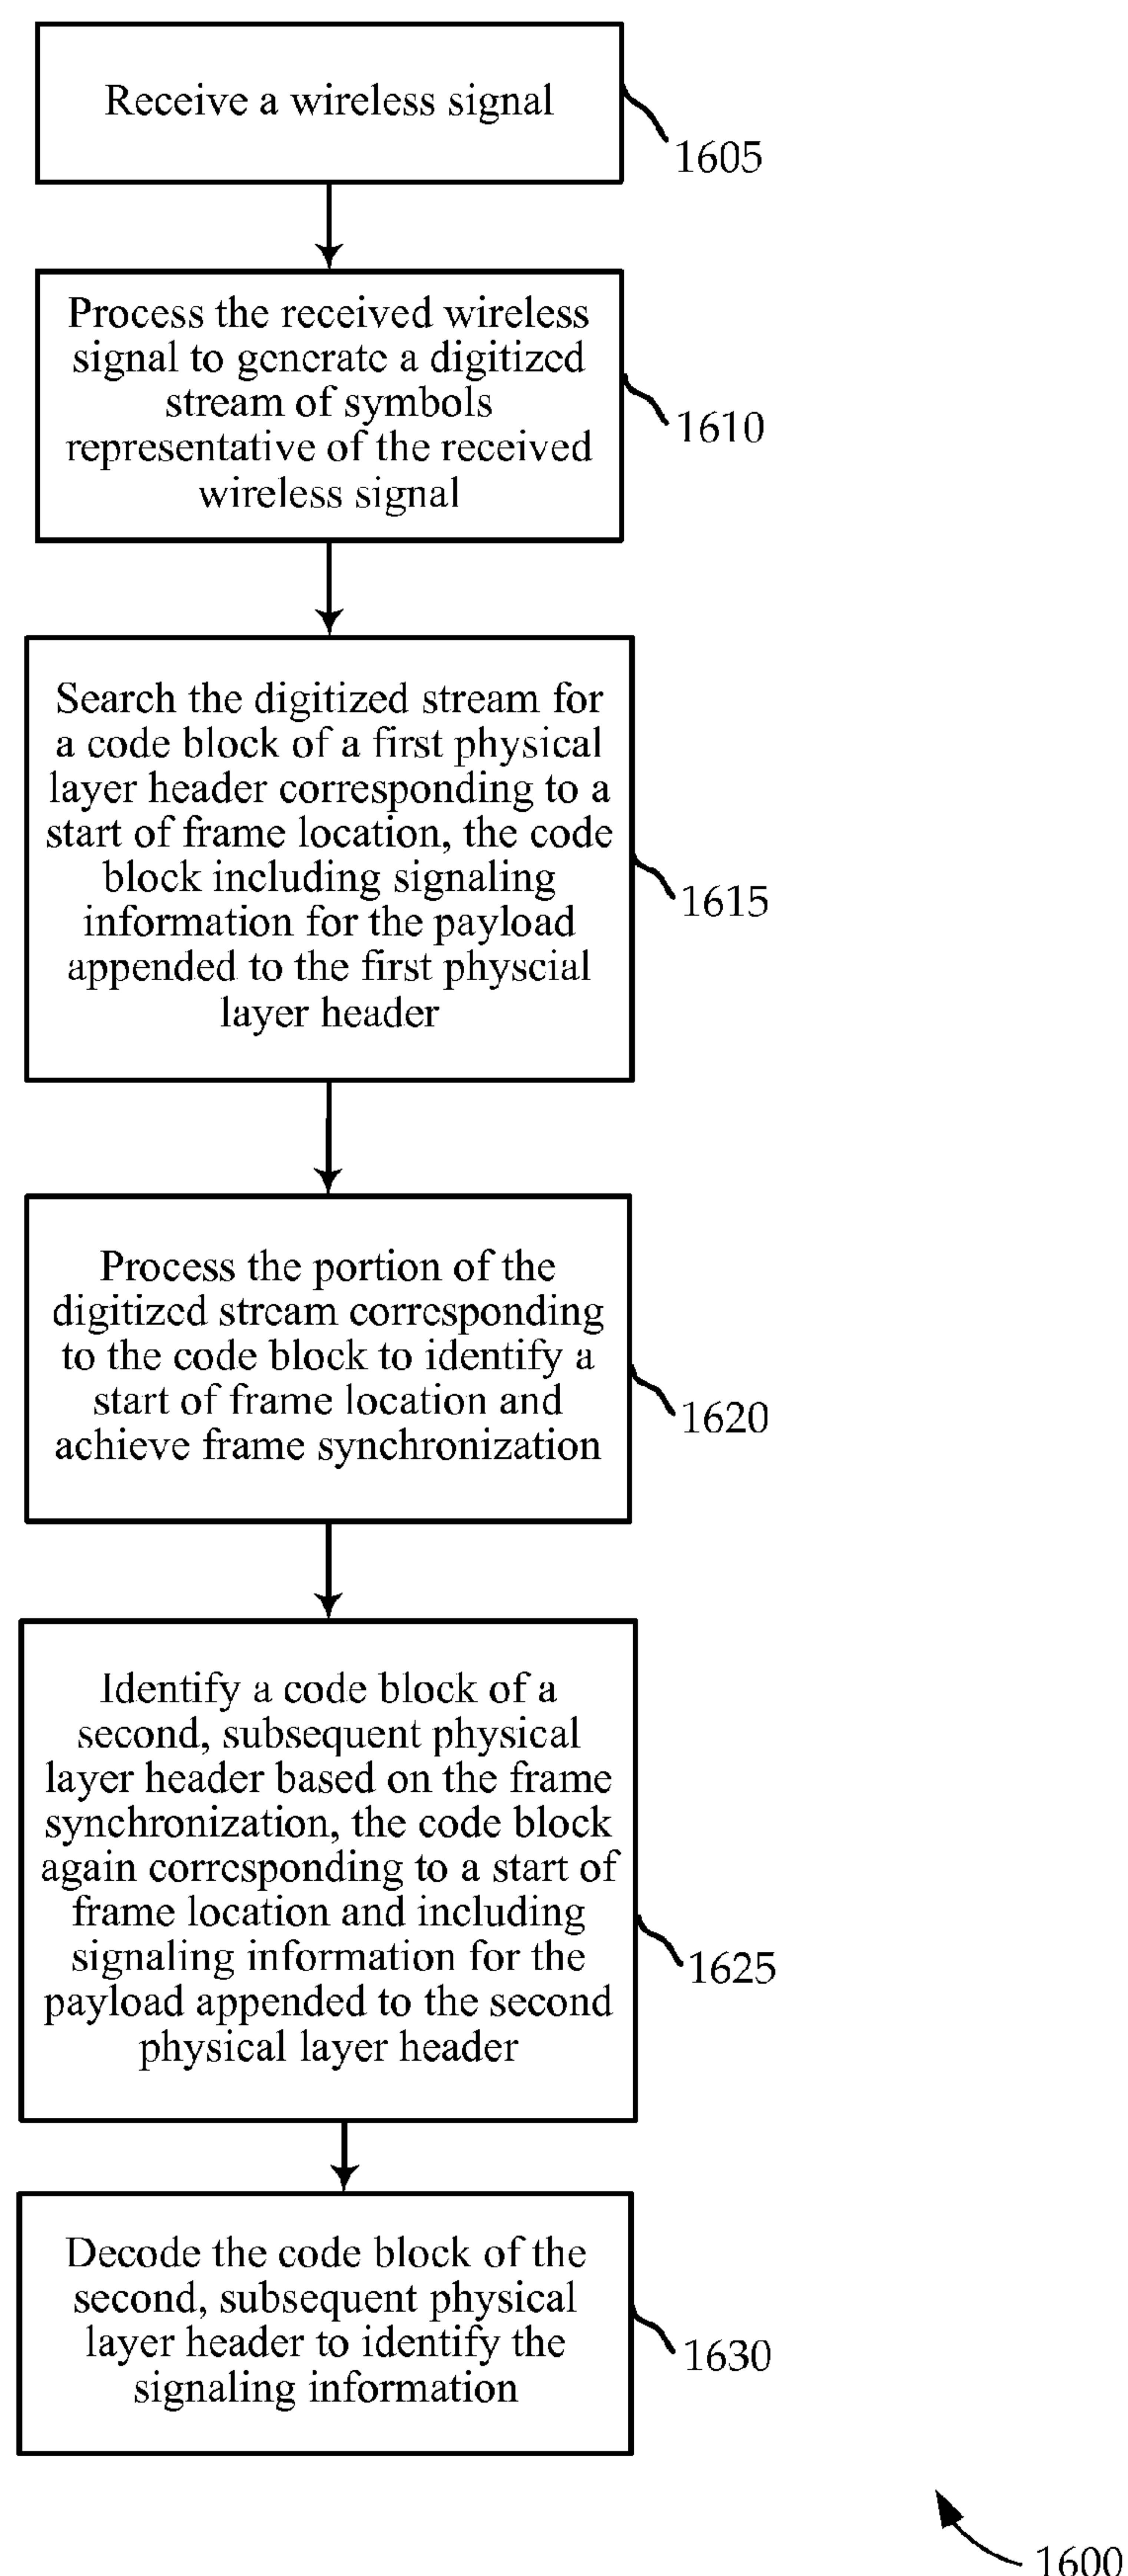 Receive a wireless signal
1605
Process the received wireless
signal to generate a digitized
stream of symbols
representative of the received
wireless signal
1610
Search the digitized stream for
a code block of a first physical
layer header corresponding to a
start of frame location, the code
block including signaling
information for the payload
appended to the first physcial
layer header
1615
Process the portion of the
digitized stream corresponding
to the code block to identify a
start of frame location and
achieve frame synchronization
1620
Identify a code block of a
second, subsequent physical
layer header based on the frame
synchronization, the code block
again corresponding to a start of
frame location and including
signaling information for the
payload appended to the second
physical layer header
1625
Decode the code block of the
second, subsequent physical
layer header to identify the
signaling information
1630
1600